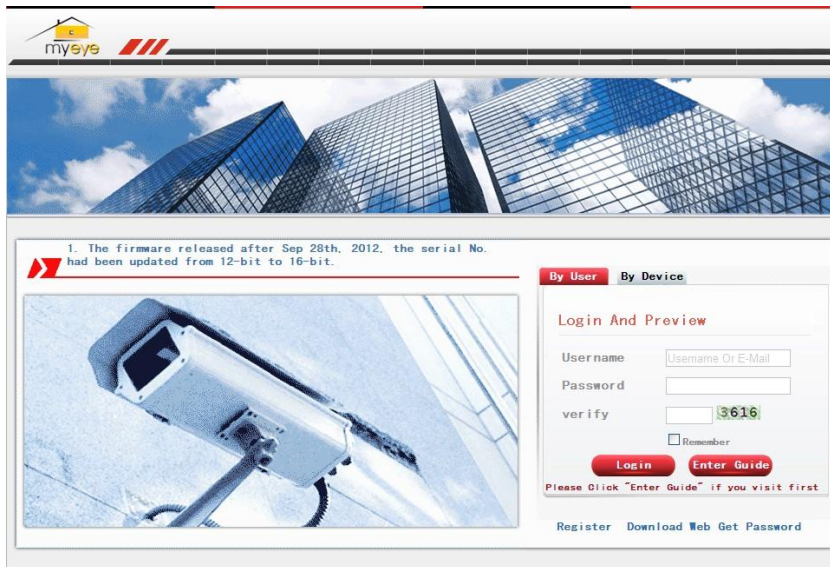 myeye
1. The firmware released after Sep 28th, 2012, the serial No.
had been updated from 12-bit to 16-bit.
By User By Device
Login And Preview
Username Username Or E-Mail
Password
verify 3616
Remember
Login Enter Guide
Please Click "Enter Guide" if you visit first
Register Download Web Get Password